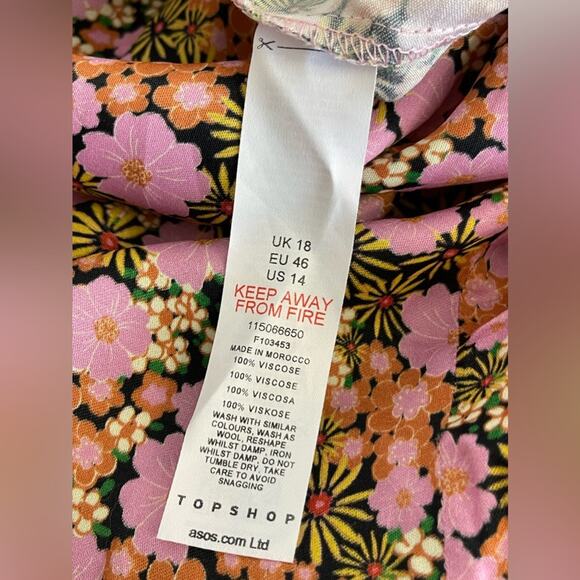 UK 18
EU 46
US 14
KEEP AWAY
FROM FIRE
115066650
F103453
MADE IN MOROCCO
100% VISCOSE
100% VISCOSE
100% VISCOSA
100% VISKOSE
WASH WITH SIMILAR
COLOURS, WASH AS
WOOL, RESHAPE
WHILST DAMP. IRON
WHILST DAMP. DO NOT
TUMBLE DRY. TAKE
CARE TO AVOID
SNAGGING
TOPSHOP
asos.com Ltd